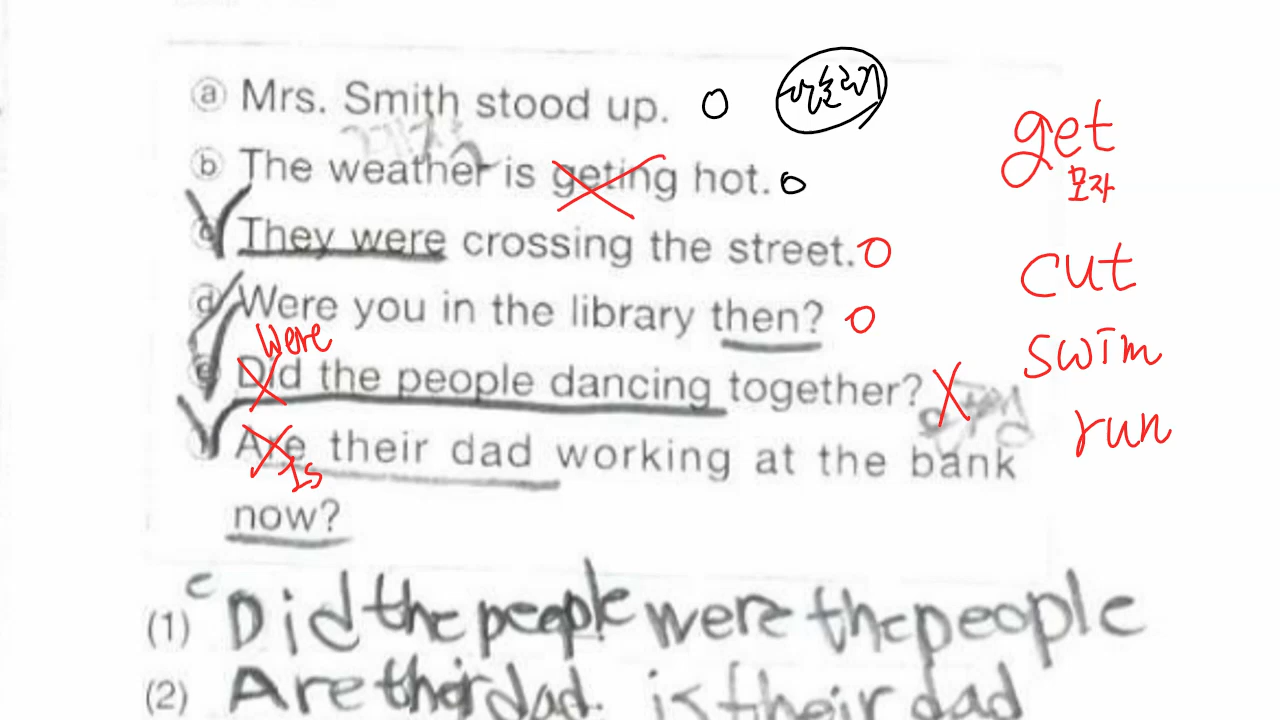 ⓐ Mrs. Smith stood up. O
ⓑ The weather is geting hot. O
They were crossing the street. O
ⓓ Were you in the library then? O
Were
ⓔ Did the people dancing together? X
Are their dad working at the bank
Is
now?
get
모자
cut
swim
run
(1) c Did the people were the people
(2) Are their dad. is their dad